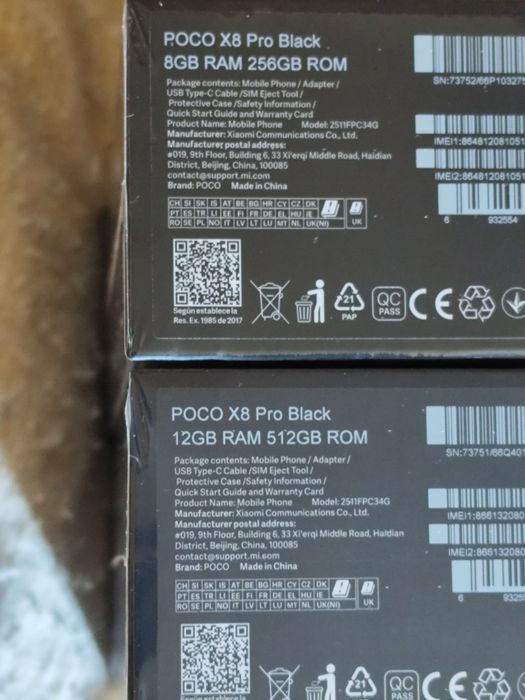 POCO X8 Pro Black
8GB RAM 256GB ROM
Package contents: Mobile Phone / Adapter /
USB Type-C Cable /SIM Eject Tool /
Protective Case /Safety Information /
Quick Start Guide and Warranty Card
Product Name: Mobile Phone Model: 2511FPC34G
Manufacturer: Xiaomi Communications Co., Ltd.
Manufacturer postal address:
#019, 9th Floor, Building 6, 33 Xi'erqi Middle Road, Haidian
District, Beijing, China, 100085
contact@support.mi.com
Brand: POCO Made in China
CH SI SK IS AT BE BG HR CY CZ DK
PT ES TR LI EE FI FR DE EL HU IE
RO SE PL NO IT LV LT LU MT NL UK(NI)
UK
Según establece la
Res. Ex. 1985 de 2017
21
PAP
QC
PASS
CE
SN:73752/66P10327
IMEI1:864812081051
IMEI2:864812081051
6 932554
POCO X8 Pro Black
12GB RAM 512GB ROM
Package contents: Mobile Phone / Adapter /
USB Type-C Cable /SIM Eject Tool /
Protective Case /Safety Information /
Quick Start Guide and Warranty Card
Product Name: Mobile Phone Model: 2511FPC34G
Manufacturer: Xiaomi Communications Co., Ltd.
Manufacturer postal address:
#019, 9th Floor, Building 6, 33 Xi'erqi Middle Road, Haidian
District, Beijing, China, 100085
contact@support.mi.com
Brand: POCO Made in China
CH SI SK IS AT BE BG HR CY CZ DK
PT ES TR LI EE FI FR DE EL HU IE
RO SE PL NO IT LV LT LU MT NL UK(NI)
UK
21
QC
PASS
CE
SN:73751/66Q401
IMEI1:866132080
IMEI2:866132080
6 9325